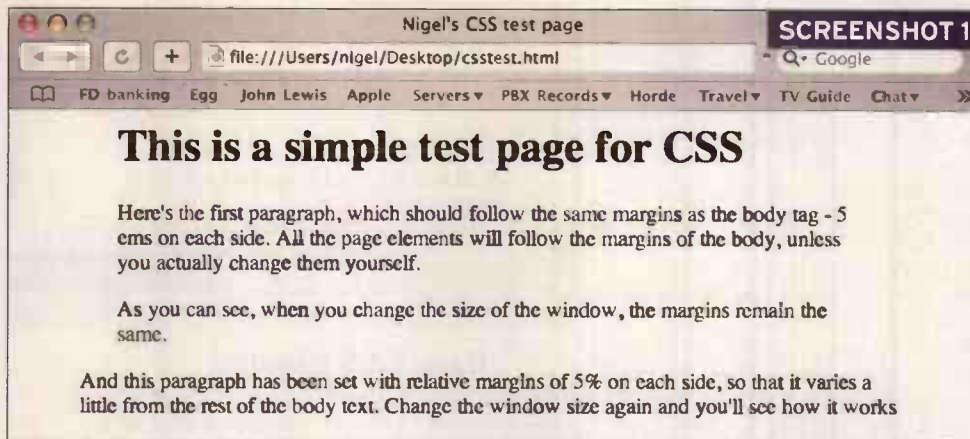 Nigel's CSS test page
SCREENSHOT 1
file:///Users/nigel/Desktop/csstest.html
Google
FD banking Egg John Lewis Apple Servers PBX Records Horde Travel TV Guide Chat
This is a simple test page for CSS
Here's the first paragraph, which should follow the same margins as the body tag - 5
ems on each side. All the page elements will follow the margins of the body, unless
you actually change them yourself.
As you can see, when you change the size of the window, the margins remain the
same.
And this paragraph has been set with relative margins of 5% on each side, so that it varies a
little from the rest of the body text. Change the window size again and you'll see how it works